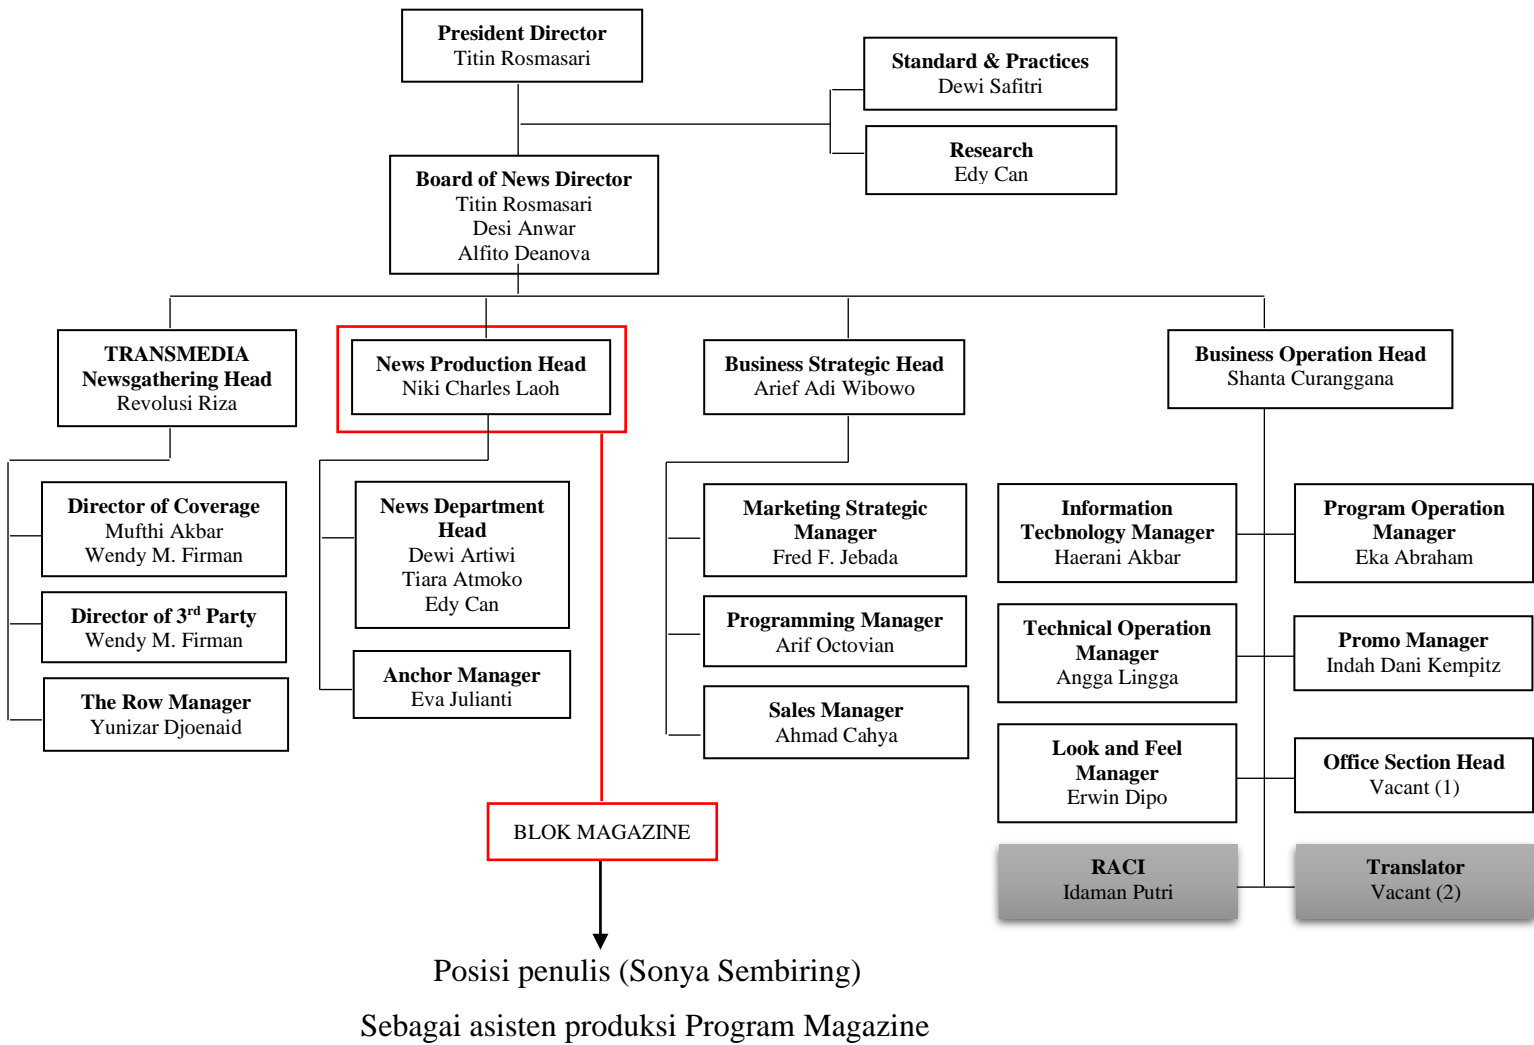 President Director
Titin Rosmasari
Standard & Practices
Dewi Safitri
Research
Edy Can
Board of News Director
Titin Rosmasari
Desi Anwar
Alfito Deanova
TRANSMEDIA
Newsgathering Head
Revolusi Riza
News Production Head
Niki Charles Laoh
Business Strategic Head
Arief Adi Wibowo
Business Operation Head
Shanta Curanggana
Director of Coverage
Mufthi Akbar
Wendy M. Firman
Director of 3rd Party
Wendy M. Firman
The Row Manager
Yunizar Djoenaid
News Department
Head
Dewi Artiwi
Tiara Atmoko
Edy Can
Anchor Manager
Eva Julianti
Marketing Strategic
Manager
Fred F. Jebada
Programming Manager
Arif Octovian
Sales Manager
Ahmad Cahya
Information
Tecbnology Manager
Haerani Akbar
Program Operation
Manager
Eka Abraham
Technical Operation
Manager
Angga Lingga
Promo Manager
Indah Dani Kempitz
Look and Feel
Manager
Erwin Dipo
Office Section Head
Vacant (1)
RACI
Idaman Putri
Translator
Vacant (2)
BLOK MAGAZINE
Posisi penulis (Sonya Sembiring)
Sebagai asisten produksi Program Magazine